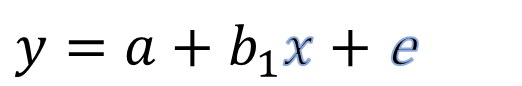 y = a + b₁x + e